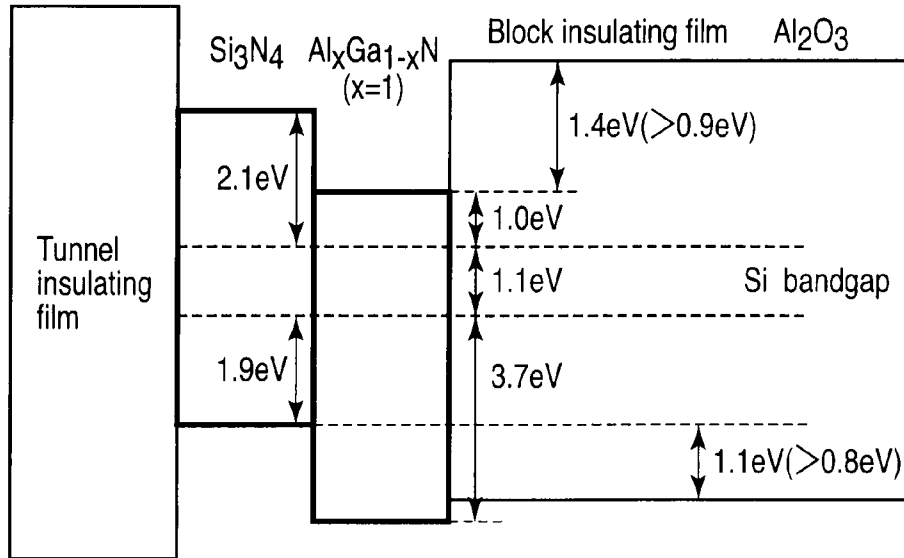 Block insulating film Al₂O₃
Si₃N₄ AlₓGa₁₋ₓN
(x=1)
1.4eV(>0.9eV)
2.1eV
1.0eV
Tunnel
insulating
film
1.1eV
Si bandgap
1.9eV
3.7eV
1.1eV(>0.8eV)